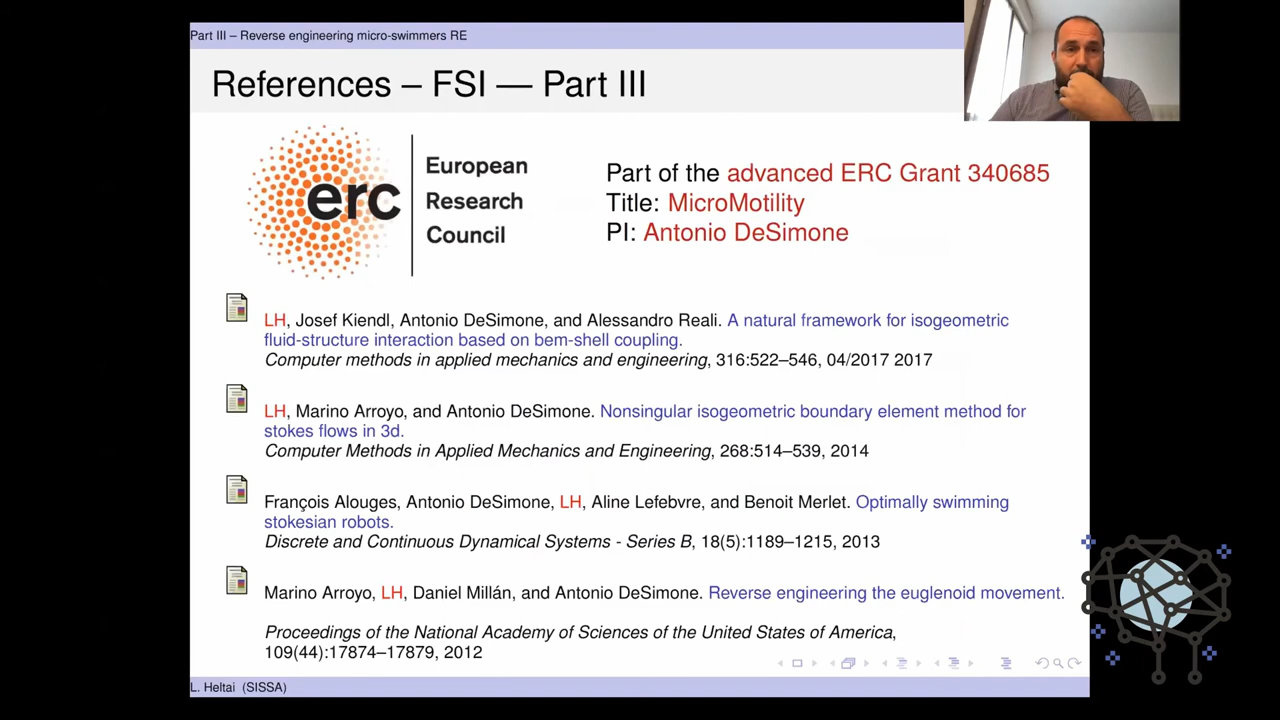 Part III – Reverse engineering micro-swimmers RE
References – FSI — Part III
erc
European
Research
Council
Part of the advanced ERC Grant 340685
Title: MicroMotility
PI: Antonio DeSimone
LH, Josef Kiendl, Antonio DeSimone, and Alessandro Reali. A natural framework for isogeometric
fluid-structure interaction based on bem-shell coupling.
Computer methods in applied mechanics and engineering, 316:522–546, 04/2017 2017
LH, Marino Arroyo, and Antonio DeSimone. Nonsingular isogeometric boundary element method for
stokes flows in 3d.
Computer Methods in Applied Mechanics and Engineering, 268:514–539, 2014
François Alouges, Antonio DeSimone, LH, Aline Lefebvre, and Benoit Merlet. Optimally swimming
stokesian robots.
Discrete and Continuous Dynamical Systems - Series B, 18(5):1189–1215, 2013
Marino Arroyo, LH, Daniel Millán, and Antonio DeSimone. Reverse engineering the euglenoid movement.
Proceedings of the National Academy of Sciences of the United States of America,
109(44):17874–17879, 2012
L. Heltai (SISSA)